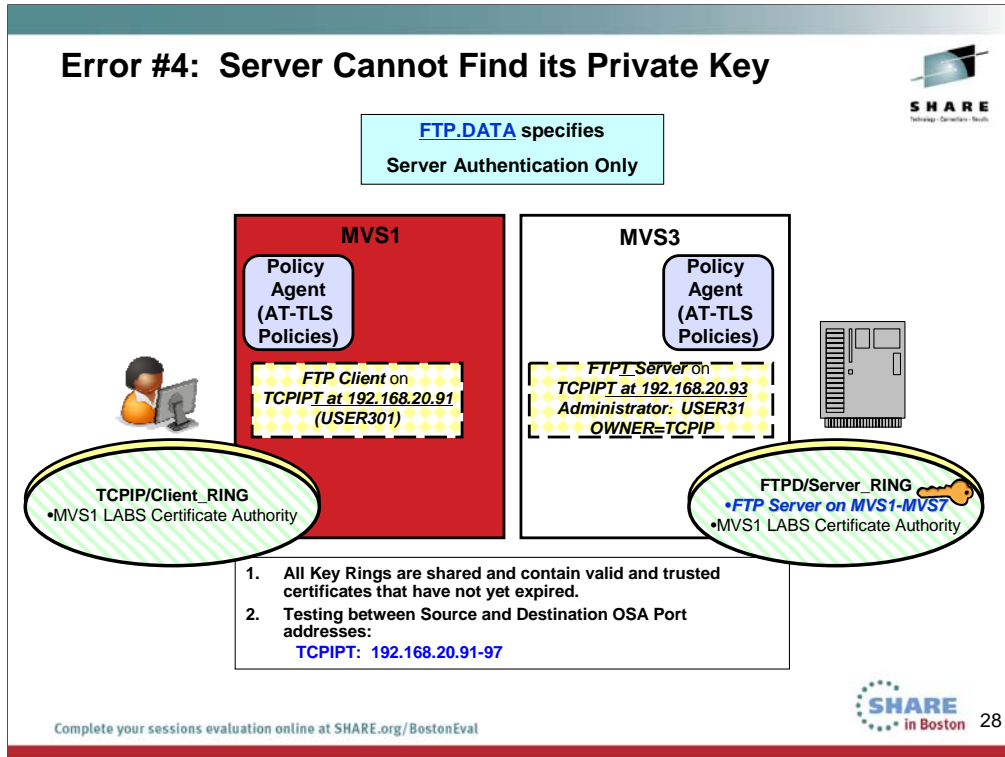 Error #4: Server Cannot Find its Private Key
SHARE
Technology - Connections - Results
FTP.DATA specifies
Server Authentication Only
MVS1
Policy
Agent
(AT-TLS
Policies)
FTP Client on
TCPIPT at 192.168.20.91
(USER301)
MVS3
Policy
Agent
(AT-TLS
Policies)
FTPT Server on
TCPIPT at 192.168.20.93
Administrator: USER31
OWNER=TCPIP
TCPIP/Client_RING
•MVS1 LABS Certificate Authority
FTPD/Server_RING
•FTP Server on MVS1-MVS7
•MVS1 LABS Certificate Authority
1. All Key Rings are shared and contain valid and trusted
certificates that have not yet expired.
2. Testing between Source and Destination OSA Port
addresses:
TCPIPT: 192.168.20.91-97
Complete your sessions evaluation online at SHARE.org/BostonEval
SHARE
in Boston
28